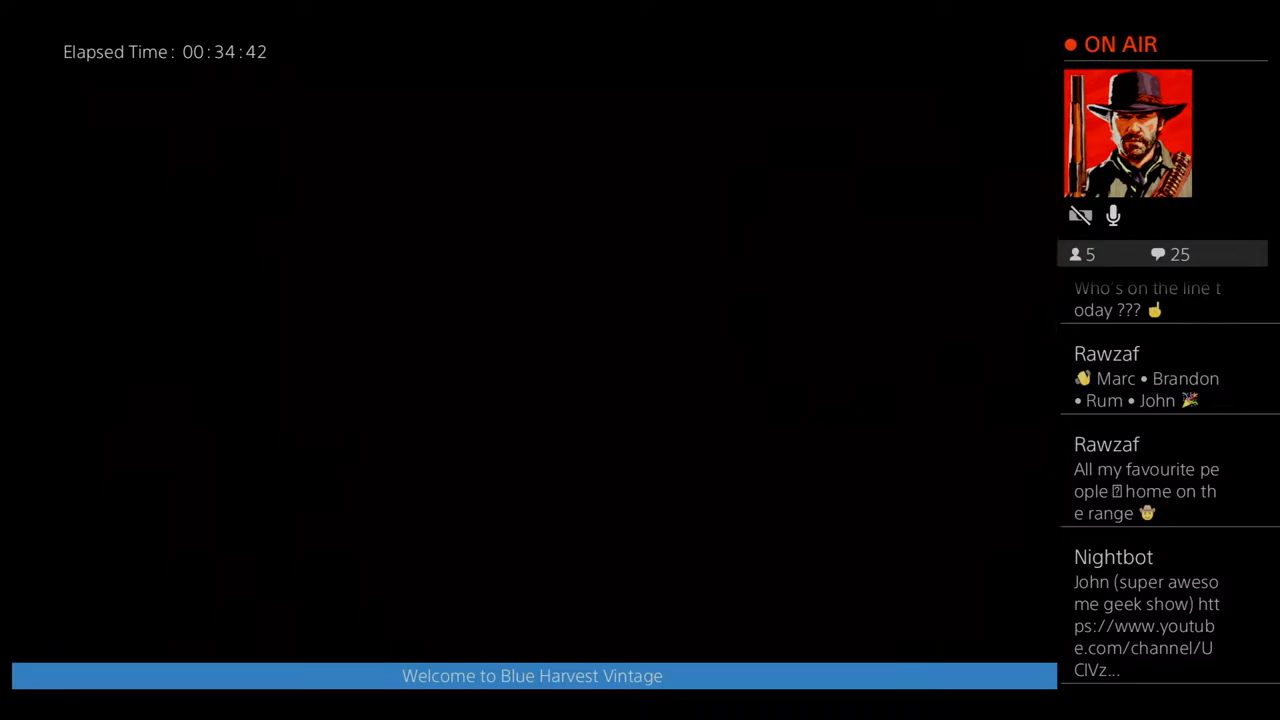 Elapsed Time: 00:34:42
ON AIR
5
25
Who's on the line t
oday ??? ☝
Rawzaf
👋 Marc • Brandon
• Rum • John 🎉
Rawzaf
All my favourite pe
ople ⍰ home on th
e range 🤠
Nightbot
John (super aweso
me geek show) htt
ps://www.youtub
e.com/channel/U
CIVz...
Welcome to Blue Harvest Vintage